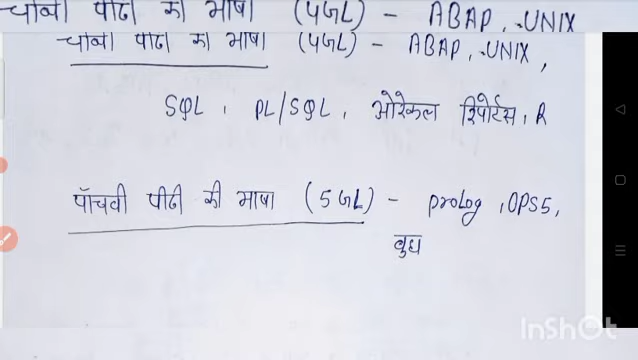 चौथी पीढी की भाषा (4GL) - ABAP, UNIX
चौथी पीढी की भाषा (4GL) - ABAP, UNIX,
SQL, PL/SQL, ओरेकल रिपोर्टस, R
पाँचवी पीढी की भाषा (5GL) - prolog, OPS5,
बुध
InShOt